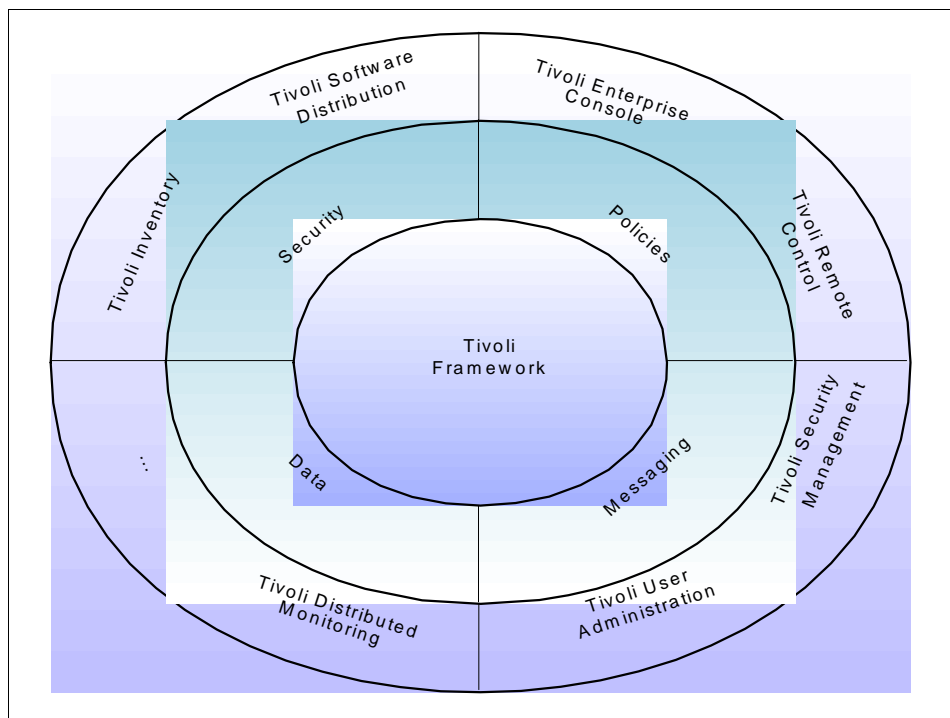 Tivoli Software
Distribution
Tivoli Enterprise
Console
Tivoli Inventory
Security
Policies
Tivoli Remote
Control
Tivoli
Framework
...
Data
Messaging
Tivoli Security
Management
Tivoli Distributed
Monitoring
Tivoli User
Administration